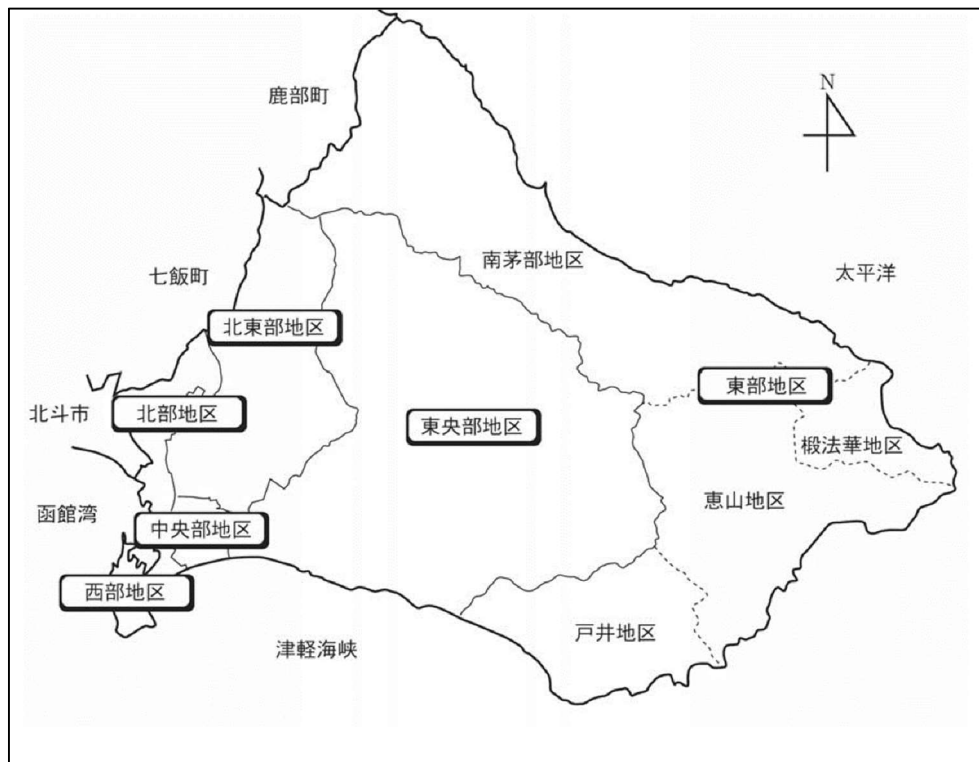 鹿部町
N
南茅部地区
太平洋
七飯町
北東部地区
東部地区
北斗市
北部地区
東央部地区
椴法華地区
恵山地区
函館湾
中央部地区
西部地区
戸井地区
津軽海峡